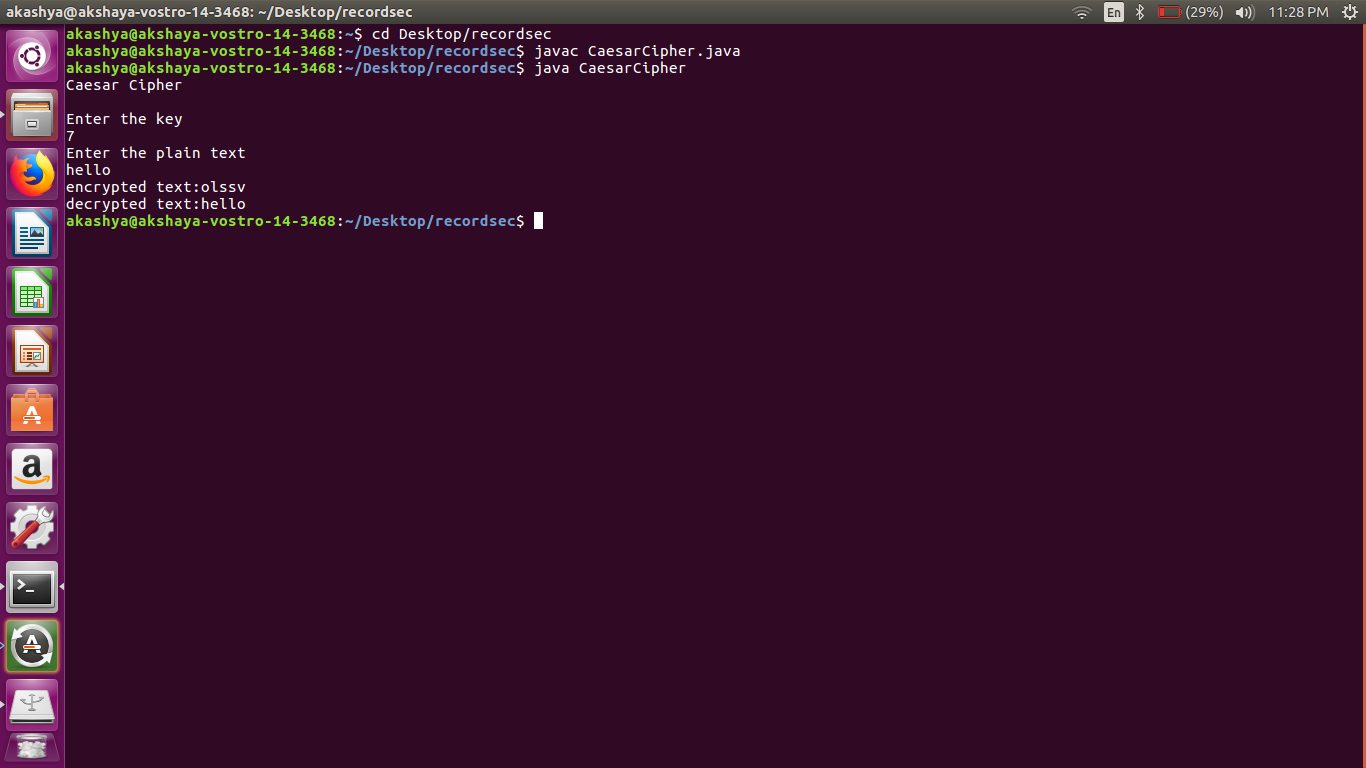 akashya@akshaya-vostro-14-3468: ~/Desktop/recordsec
En
(29%)
11:28 PM
akashya@akshaya-vostro-14-3468:~$ cd Desktop/recordsec
akashya@akshaya-vostro-14-3468:~/Desktop/recordsec$ javac CaesarCipher.java
akashya@akshaya-vostro-14-3468:~/Desktop/recordsec$ java CaesarCipher
Caesar Cipher
Enter the key
7
Enter the plain text
hello
encrypted text:olssv
decrypted text:hello
akashya@akshaya-vostro-14-3468:~/Desktop/recordsec$